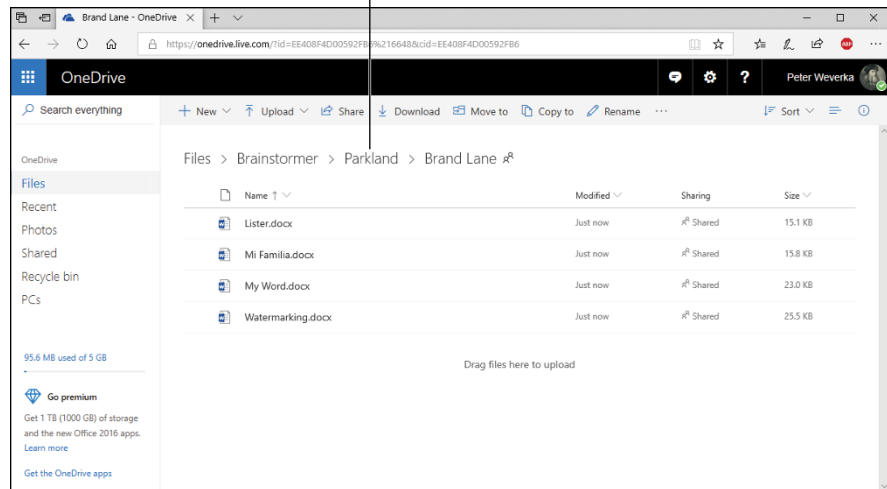 Brand Lane - OneDrive
https://onedrive.live.com/?id=EE408F4D00592FB6%216648&cid=EE408F4D00592FB6
OneDrive
? Peter Weverka
Search everything
New Upload Share Download Move to Copy to Rename ... Sort
OneDrive
Files
Recent
Photos
Shared
Recycle bin
PCs
95.6 MB used of 5 GB
Go premium
Get 1 TB (1000 GB) of storage
and the new Office 2016 apps.
Learn more
Get the OneDrive apps
Files > Brainstormer > Parkland > Brand Lane
Name Modified Sharing Size
Lister.docx Just now Shared 15.1 KB
Mi Familia.docx Just now Shared 15.8 KB
My Word.docx Just now Shared 23.0 KB
Watermarking.docx Just now Shared 25.5 KB
Drag files here to upload